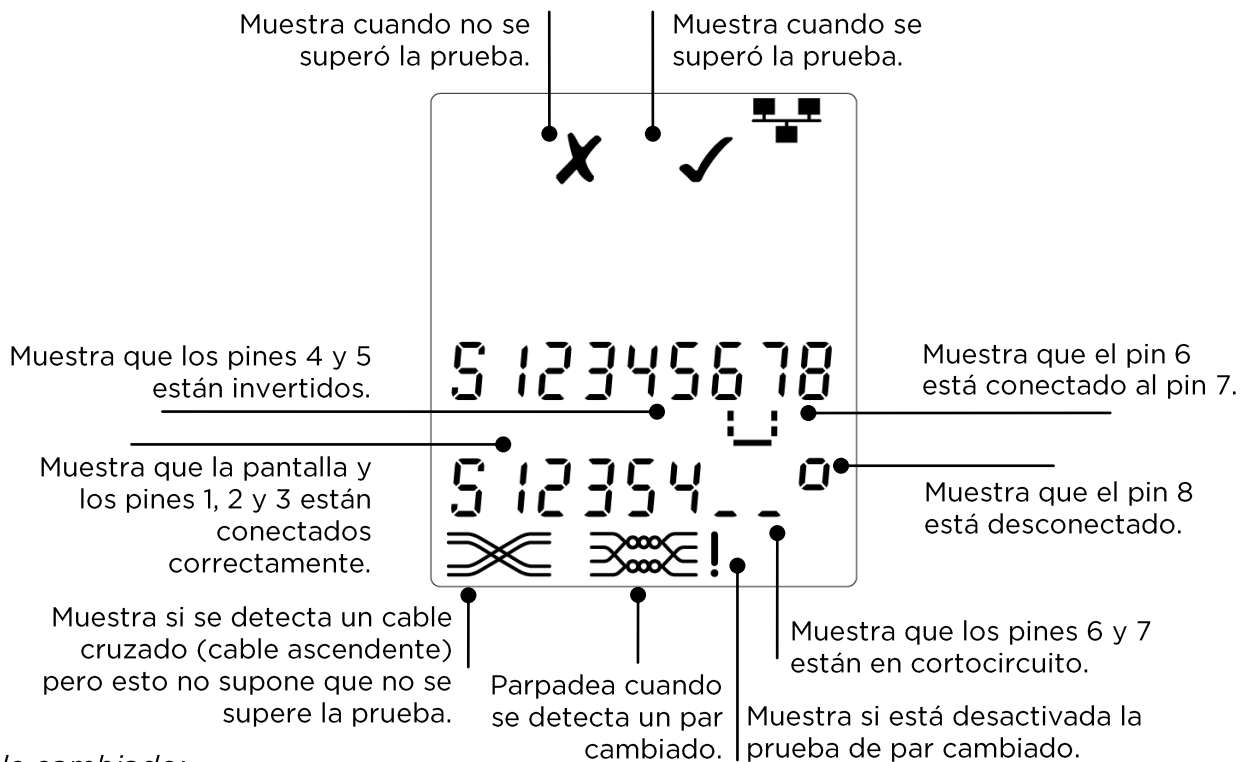 Muestra cuando no se
superó la prueba.
Muestra cuando se
superó la prueba.
S12345678
Muestra que los pines 4 y 5
están invertidos.
Muestra que el pin 6
está conectado al pin 7.
S12354_ _ o
Muestra que la pantalla y
los pines 1, 2 y 3 están
conectados
correctamente.
Muestra que el pin 8
está desconectado.
!
Muestra si se detecta un cable
cruzado (cable ascendente)
pero esto no supone que no se
supere la prueba.
Parpadea cuando
se detecta un par
cambiado.
Muestra que los pines 6 y 7
están en cortocircuito.
Muestra si está desactivada la
prueba de par cambiado.